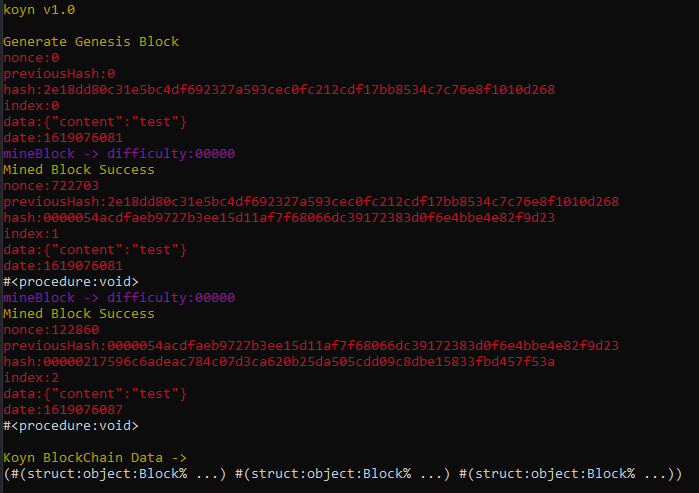 koyn v1.0
Generate Genesis Block
nonce:0
previousHash:0
hash:2e18dd80c31e5bc4df692327a593cec0fc212cdf17bb8534c7c76e8f1010d268
index:0
data:{"content":"test"}
date:1619076081
mineBlock -> difficulty:00000
Mined Block Success
nonce:722703
previousHash:2e18dd80c31e5bc4df692327a593cec0fc212cdf17bb8534c7c76e8f1010d268
hash:0000054acdfaeb9727b3ee15d11af7f68066dc39172383d0f6e4bbe4e82f9d23
index:1
data:{"content":"test"}
date:1619076081
#<procedure:void>
mineBlock -> difficulty:00000
Mined Block Success
nonce:122860
previousHash:0000054acdfaeb9727b3ee15d11af7f68066dc39172383d0f6e4bbe4e82f9d23
hash:00000217596c6adeac784c07d3ca620b25da505cdd09c8dbe15833fbd457f53a
index:2
data:{"content":"test"}
date:1619076087
#<procedure:void>
Koyn BlockChain Data ->
(#(struct:object:Block% ...) #(struct:object:Block% ...) #(struct:object:Block% ...))